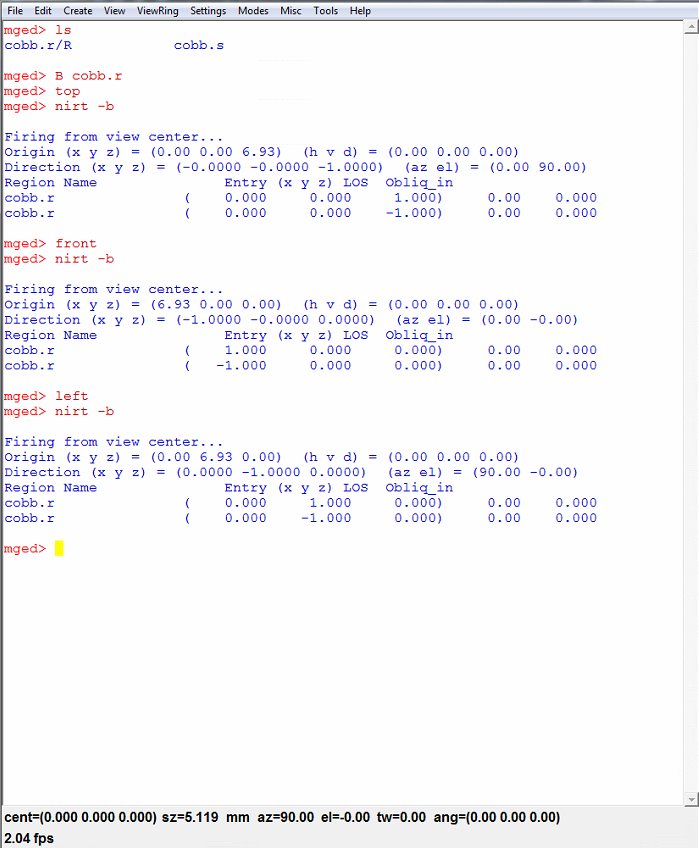 File Edit Create View ViewRing Settings Modes Misc Tools Help
mged> ls
cobb.r/R cobb.s
mged> B cobb.r
mged> top
mged> nirt -b
Firing from view center...
Origin (x y z) = (0.00 0.00 6.93) (h v d) = (0.00 0.00 0.00)
Direction (x y z) = (-0.0000 -0.0000 -1.0000) (az el) = (0.00 90.00)
Region Name Entry (x y z) LOS Obliq_in
cobb.r ( 0.000 0.000 1.000) 0.00 0.000
cobb.r ( 0.000 0.000 -1.000) 0.00 0.000
mged> front
mged> nirt -b
Firing from view center...
Origin (x y z) = (6.93 0.00 0.00) (h v d) = (0.00 0.00 0.00)
Direction (x y z) = (-1.0000 -0.0000 0.0000) (az el) = (0.00 -0.00)
Region Name Entry (x y z) LOS Obliq_in
cobb.r ( 1.000 0.000 0.000) 0.00 0.000
cobb.r ( -1.000 0.000 0.000) 0.00 0.000
mged> left
mged> nirt -b
Firing from view center...
Origin (x y z) = (0.00 6.93 0.00) (h v d) = (0.00 0.00 0.00)
Direction (x y z) = (0.0000 -1.0000 0.0000) (az el) = (90.00 -0.00)
Region Name Entry (x y z) LOS Obliq_in
cobb.r ( 0.000 1.000 0.000) 0.00 0.000
cobb.r ( 0.000 -1.000 0.000) 0.00 0.000
mged>
cent=(0.000 0.000 0.000) sz=5.119 mm az=90.00 el=-0.00 tw=0.00 ang=(0.00 0.00 0.00)
2.04 fps